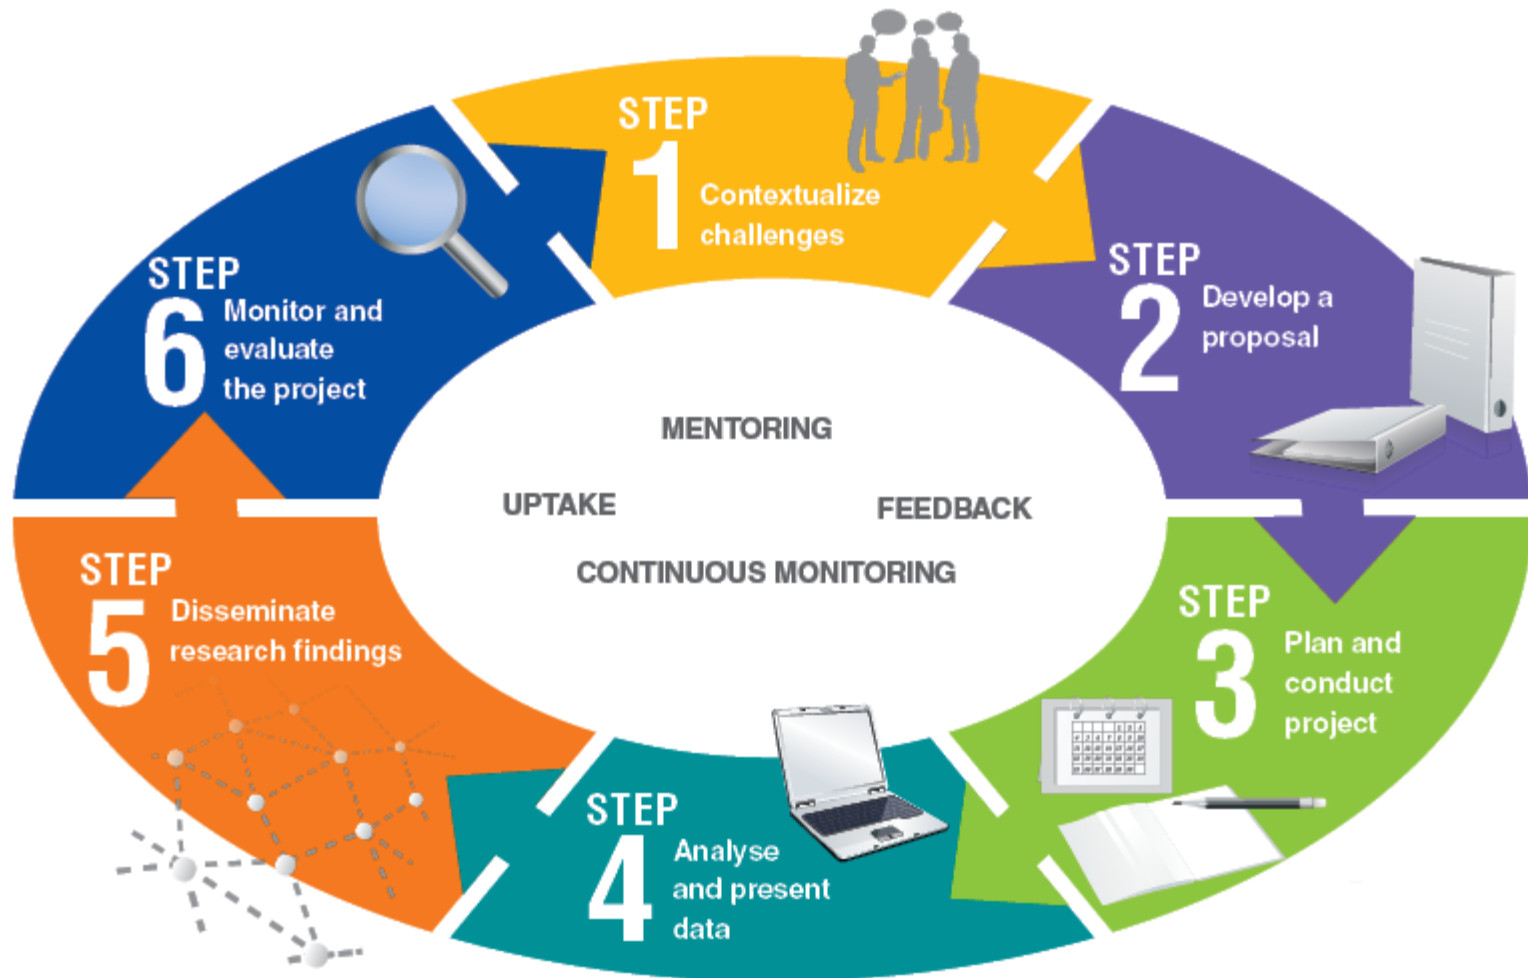 STEP
1
Contextualize
challenges
STEP
2
Develop a
proposal
STEP
3
Plan and
conduct
project
STEP
4
Analyse
and present
data
STEP
5
Disseminate
research findings
STEP
6
Monitor and
evaluate
the project
MENTORING
UPTAKE
FEEDBACK
CONTINUOUS MONITORING